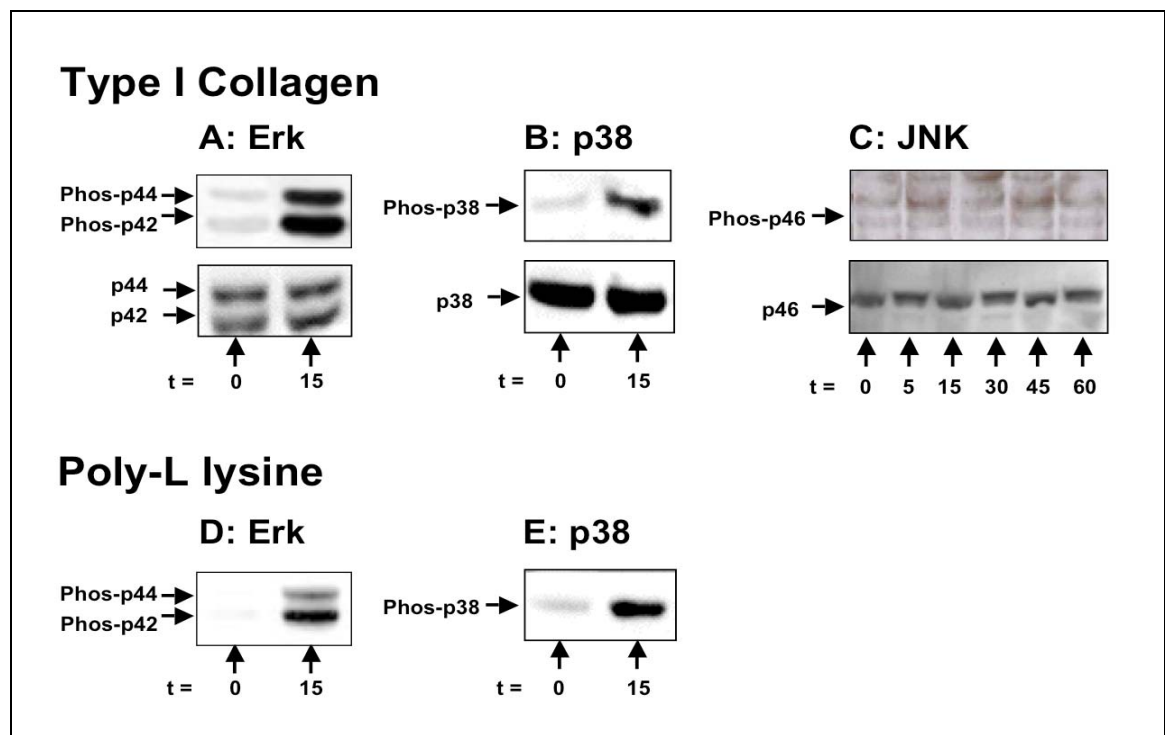 Type I Collagen
A: Erk
B: p38
C: JNK
Phos-p44
Phos-p42
Phos-p38
Phos-p46
p44
p42
p38
p46
t = 0 15
t = 0 15
t = 0 5 15 30 45 60
Poly-L lysine
D: Erk
E: p38
Phos-p44
Phos-p42
Phos-p38
t = 0 15
t = 0 15